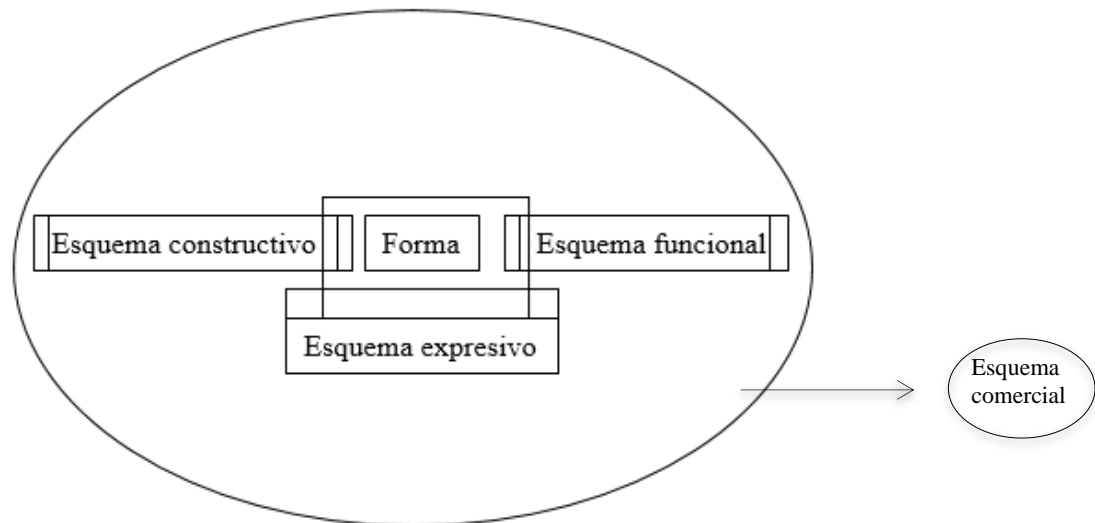 Esquema constructivo
Forma
Esquema funcional
Esquema expresivo
Esquema
comercial